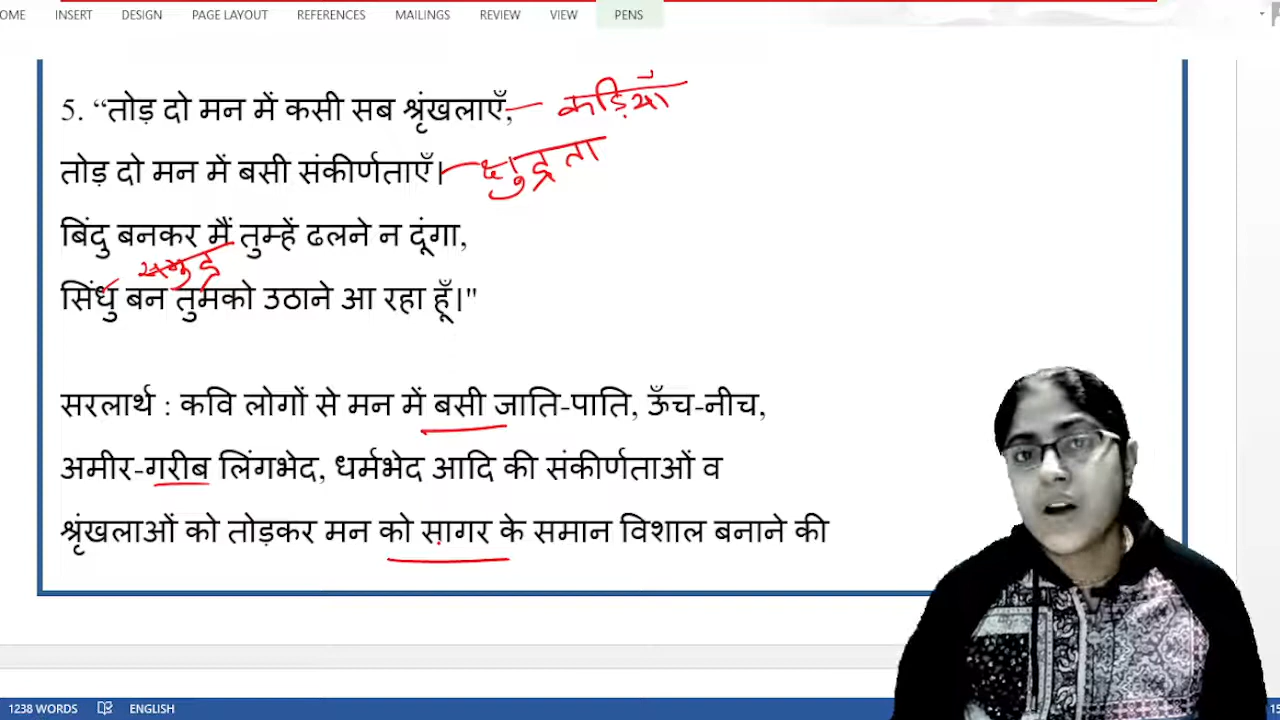 OME INSERT DESIGN PAGE LAYOUT REFERENCES MAILINGS REVIEW VIEW PENS
5. “तोड़ दो मन में कसी सब श्रृंखलाएँ, कड़ियाँ
तोड़ दो मन में बसी संकीर्णताएँ। क्षुद्रता
बिंदु बनकर मैं तुम्हें ढलने न दूंगा,
समुद्र
सिंधु बन तुमको उठाने आ रहा हूँ।"
सरलार्थ : कवि लोगों से मन में बसी जाति-पाति, ऊँच-नीच,
अमीर-गरीब लिंगभेद, धर्मभेद आदि की संकीर्णताओं व
श्रृंखलाओं को तोड़कर मन को सागर के समान विशाल बनाने की
1238 WORDS ENGLISH 15